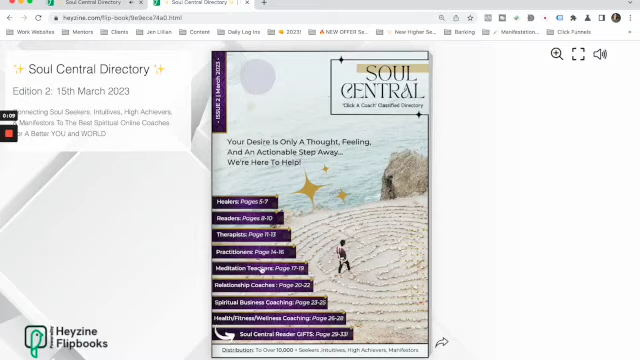 Soul Central Directory
✨ Soul Central Directory ✨ | F
heyzine.com/flip-book/9e9ece74a0.html
Work Websites
Mentors
Clients
Jen Lillian
Content
Daily Log Ins
2023!
NEW OFFER Se...
New Higher Se...
Banking
Manifestation...
Click Funnels
✨ Soul Central Directory ✨
Edition 2: 15th March 2023
Connecting Soul Seekers, Intuitives, High Achievers,
& Manifestors To The Best Spiritual Online Coaches
For A Better YOU and WORLD
0:09
- ISSUE 2 | March 2023 -
SOUL
CENTRAL
'Click A Coach' Classified Directory
Your Desire Is Only A Thought, Feeling,
And An Actionable Step Away...
We're Here To Help!
Healers: Pages 5-7
Readers: Pages 8-10
Therapists: Page 11-13
Practitioners: Page 14-16
Meditation Teachers: Page 17-19
Relationship Coaches : Page 20-22
Spiritual Business Coaching: Page 23-25
Health/Fitness/Wellness Coaching: Page 26-28
Soul Central Reader GIFTS: Page 29-33!
Distribution: To Over 10,000 + Seekers, Intuitives, High Achievers, Manifestors
Heyzine
Flipbooks